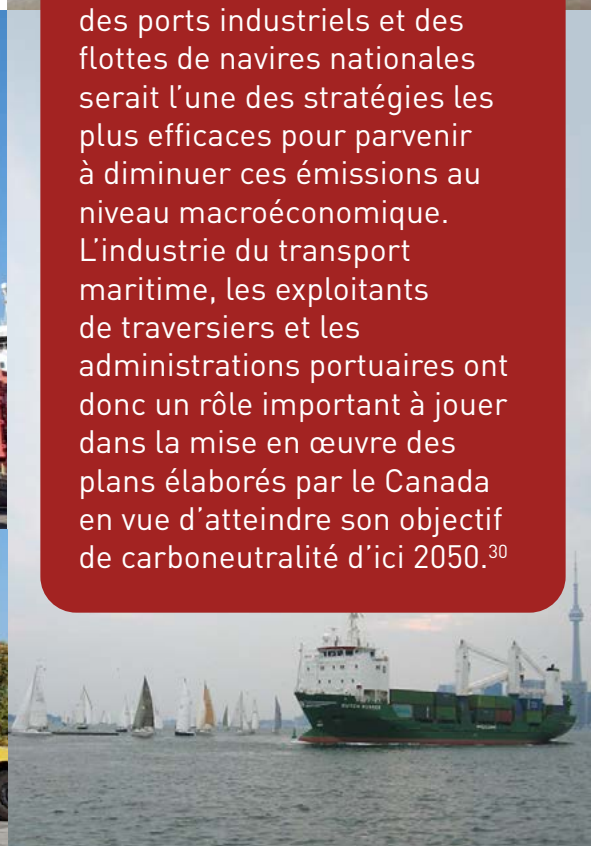 des ports industriels et des
flottes de navires nationales
serait l’une des stratégies les
plus efficaces pour parvenir
à diminuer ces émissions au
niveau macroéconomique.
L’industrie du transport
maritime, les exploitants
de traversiers et les
administrations portuaires ont
donc un rôle important à jouer
dans la mise en œuvre des
plans élaborés par le Canada
en vue d’atteindre son objectif
de carboneutralité d’ici 2050.³⁰